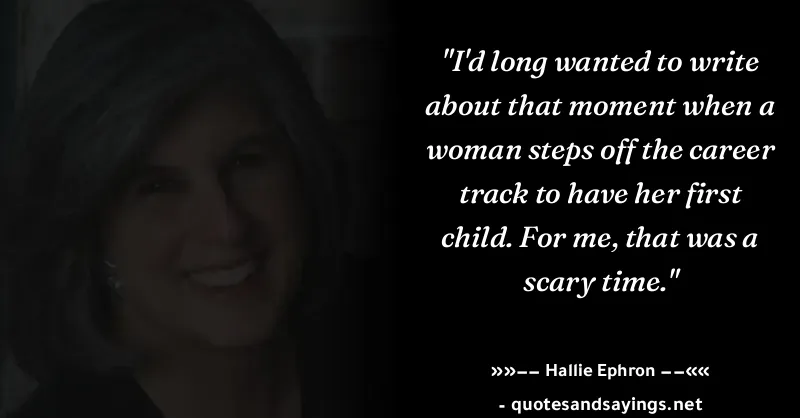 "I'd long wanted to write
about that moment when a
woman steps off the career
track to have her first
child. For me, that was a
scary time."
»»−− Hallie Ephron −−««
- quotesandsayings.net